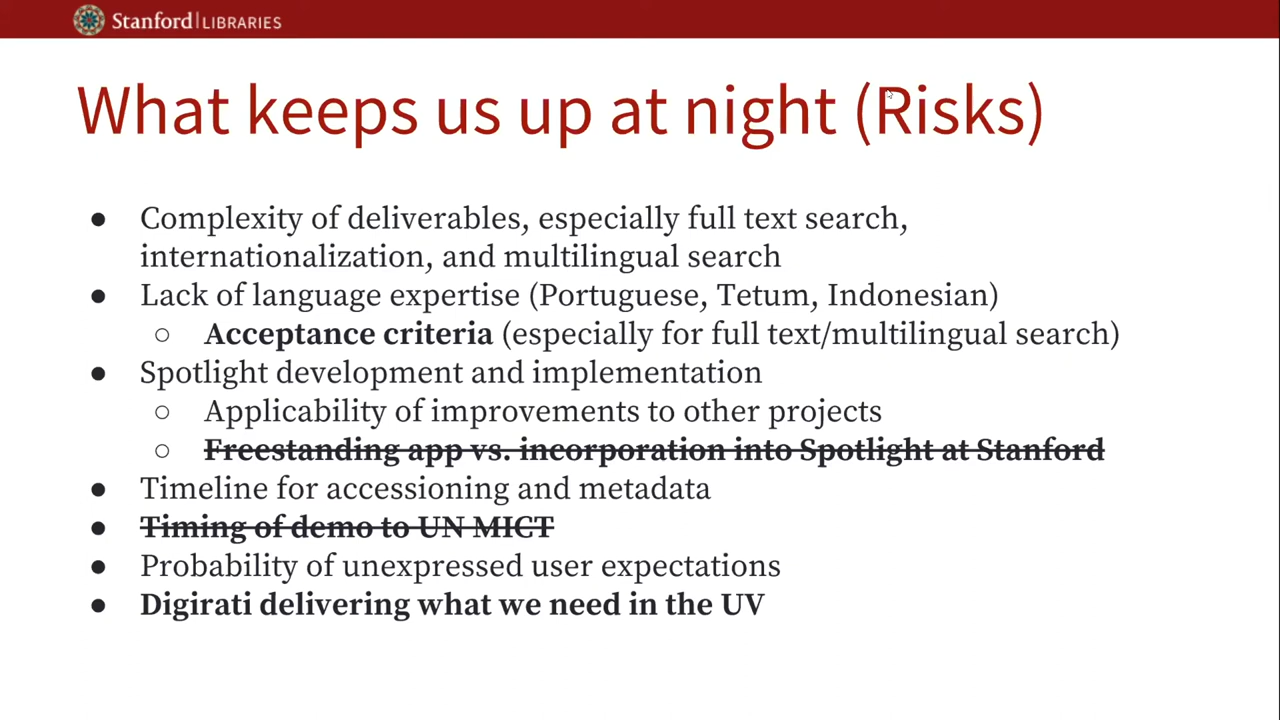 Stanford LIBRARIES
What keeps us up at night (Risks)
● Complexity of deliverables, especially full text search,
internationalization, and multilingual search
● Lack of language expertise (Portuguese, Tetum, Indonesian)
○ Acceptance criteria (especially for full text/multilingual search)
● Spotlight development and implementation
○ Applicability of improvements to other projects
○ Freestanding app vs. incorporation into Spotlight at Stanford
● Timeline for accessioning and metadata
● Timing of demo to UN MICT
● Probability of unexpressed user expectations
● Digirati delivering what we need in the UV